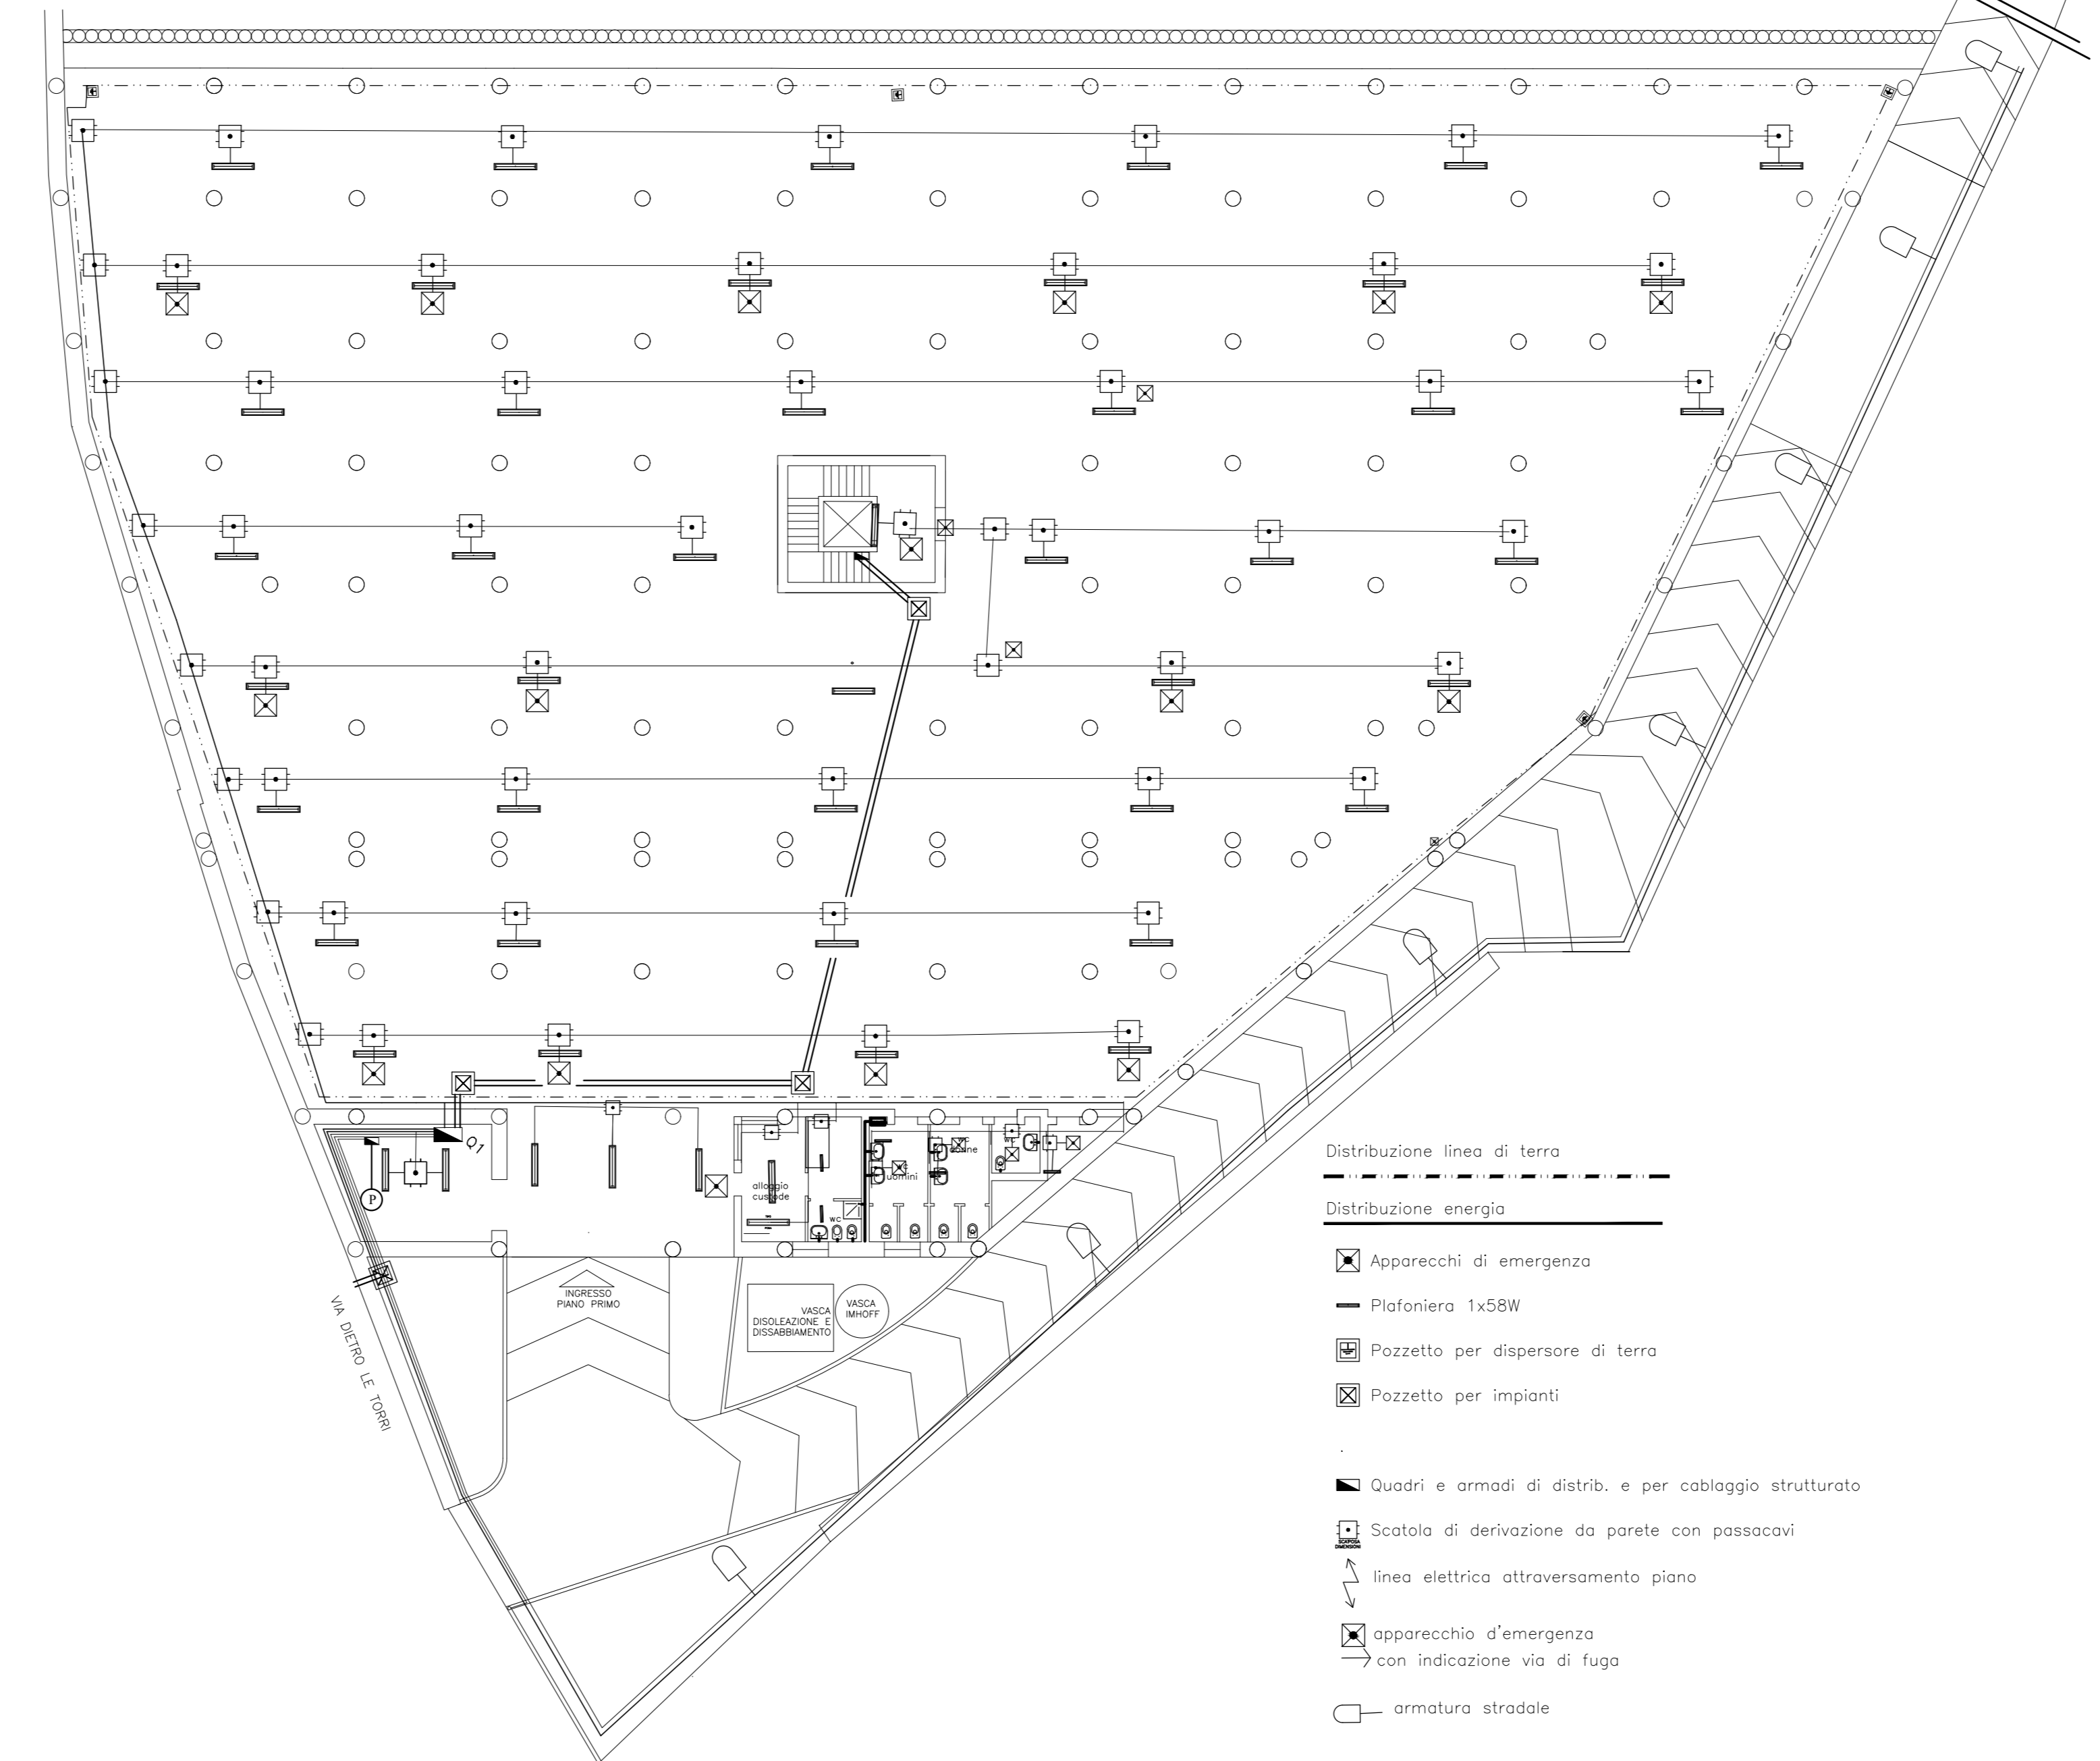 Q1
P
alloggio
custode
WC
WC
uomini
WC
donne
WC
INGRESSO
PIANO PRIMO
VASCA
DISOLEAZIONE E
DISSABBIAMENTO
VASCA
IMHOFF
VIA DIETRO LE TORRI
Distribuzione linea di terra
Distribuzione energia
Apparecchi di emergenza
Plafoniera 1x58W
Pozzetto per dispersore di terra
Pozzetto per impianti
Quadri e armadi di distrib. e per cablaggio strutturato
Scatola di derivazione da parete con passacavi
linea elettrica attraversamento piano
apparecchio d'emergenza
con indicazione via di fuga
armatura stradale